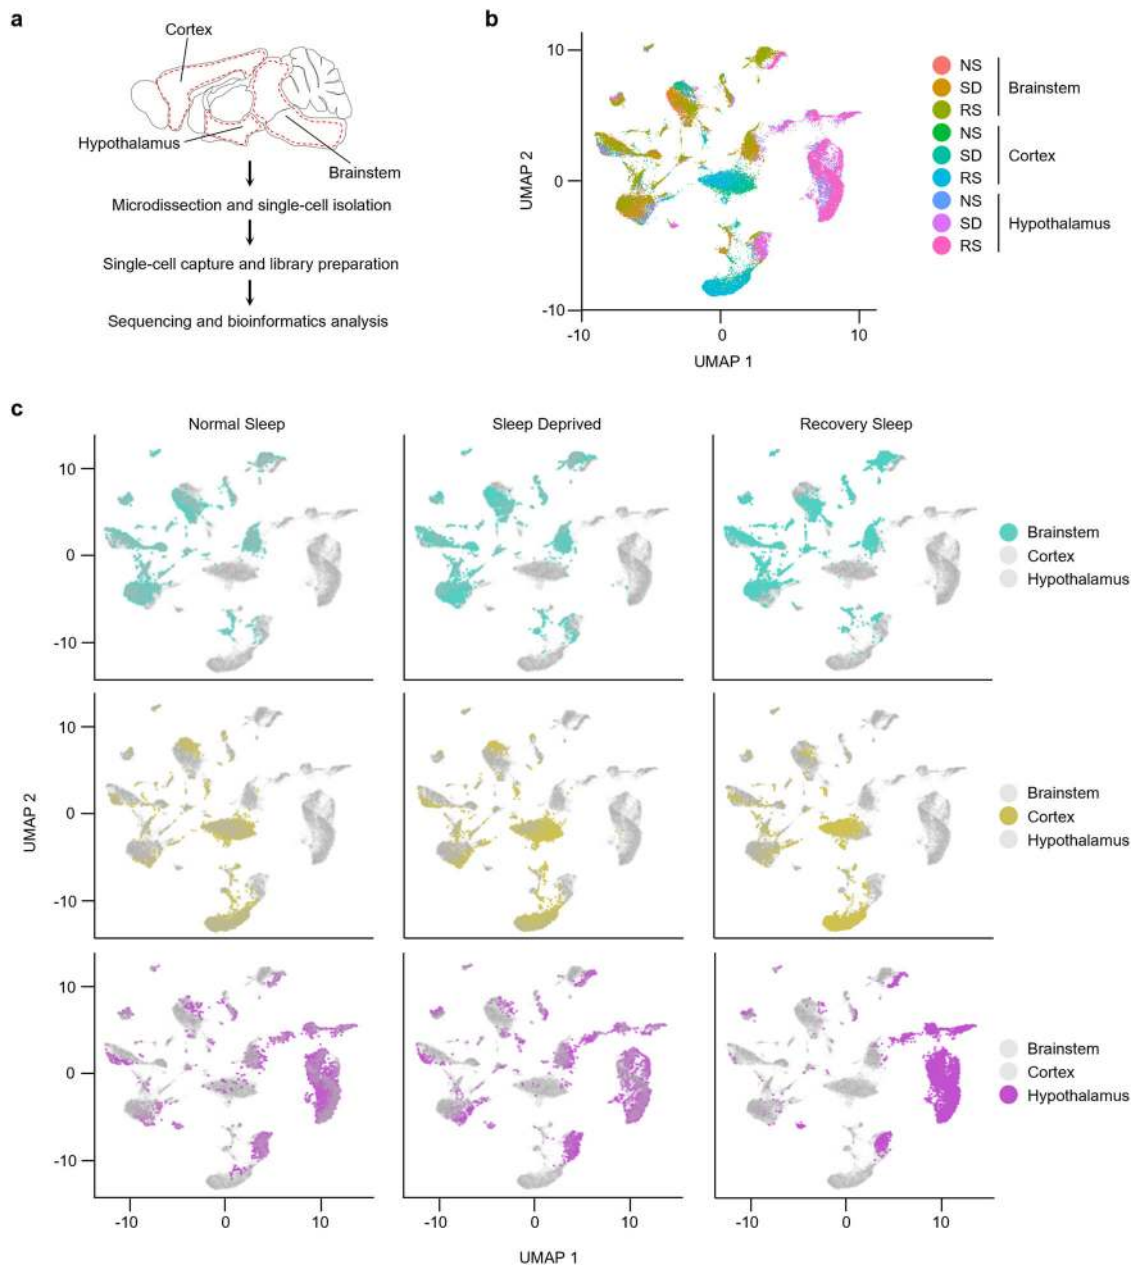 a
Cortex
Hypothalamus
Brainstem
Microdissection and single-cell isolation
Single-cell capture and library preparation
Sequencing and bioinformatics analysis
b
10
0
-10
UMAP 2
-10
0
10
UMAP 1
NS
SD
RS
Brainstem
NS
SD
RS
Cortex
NS
SD
RS
Hypothalamus
c
Normal Sleep
Sleep Deprived
Recovery Sleep
10
0
-10
Brainstem
Cortex
Hypothalamus
10
0
-10
UMAP 2
Brainstem
Cortex
Hypothalamus
10
0
-10
Brainstem
Cortex
Hypothalamus
-10
0
10
-10
0
10
-10
0
10
UMAP 1